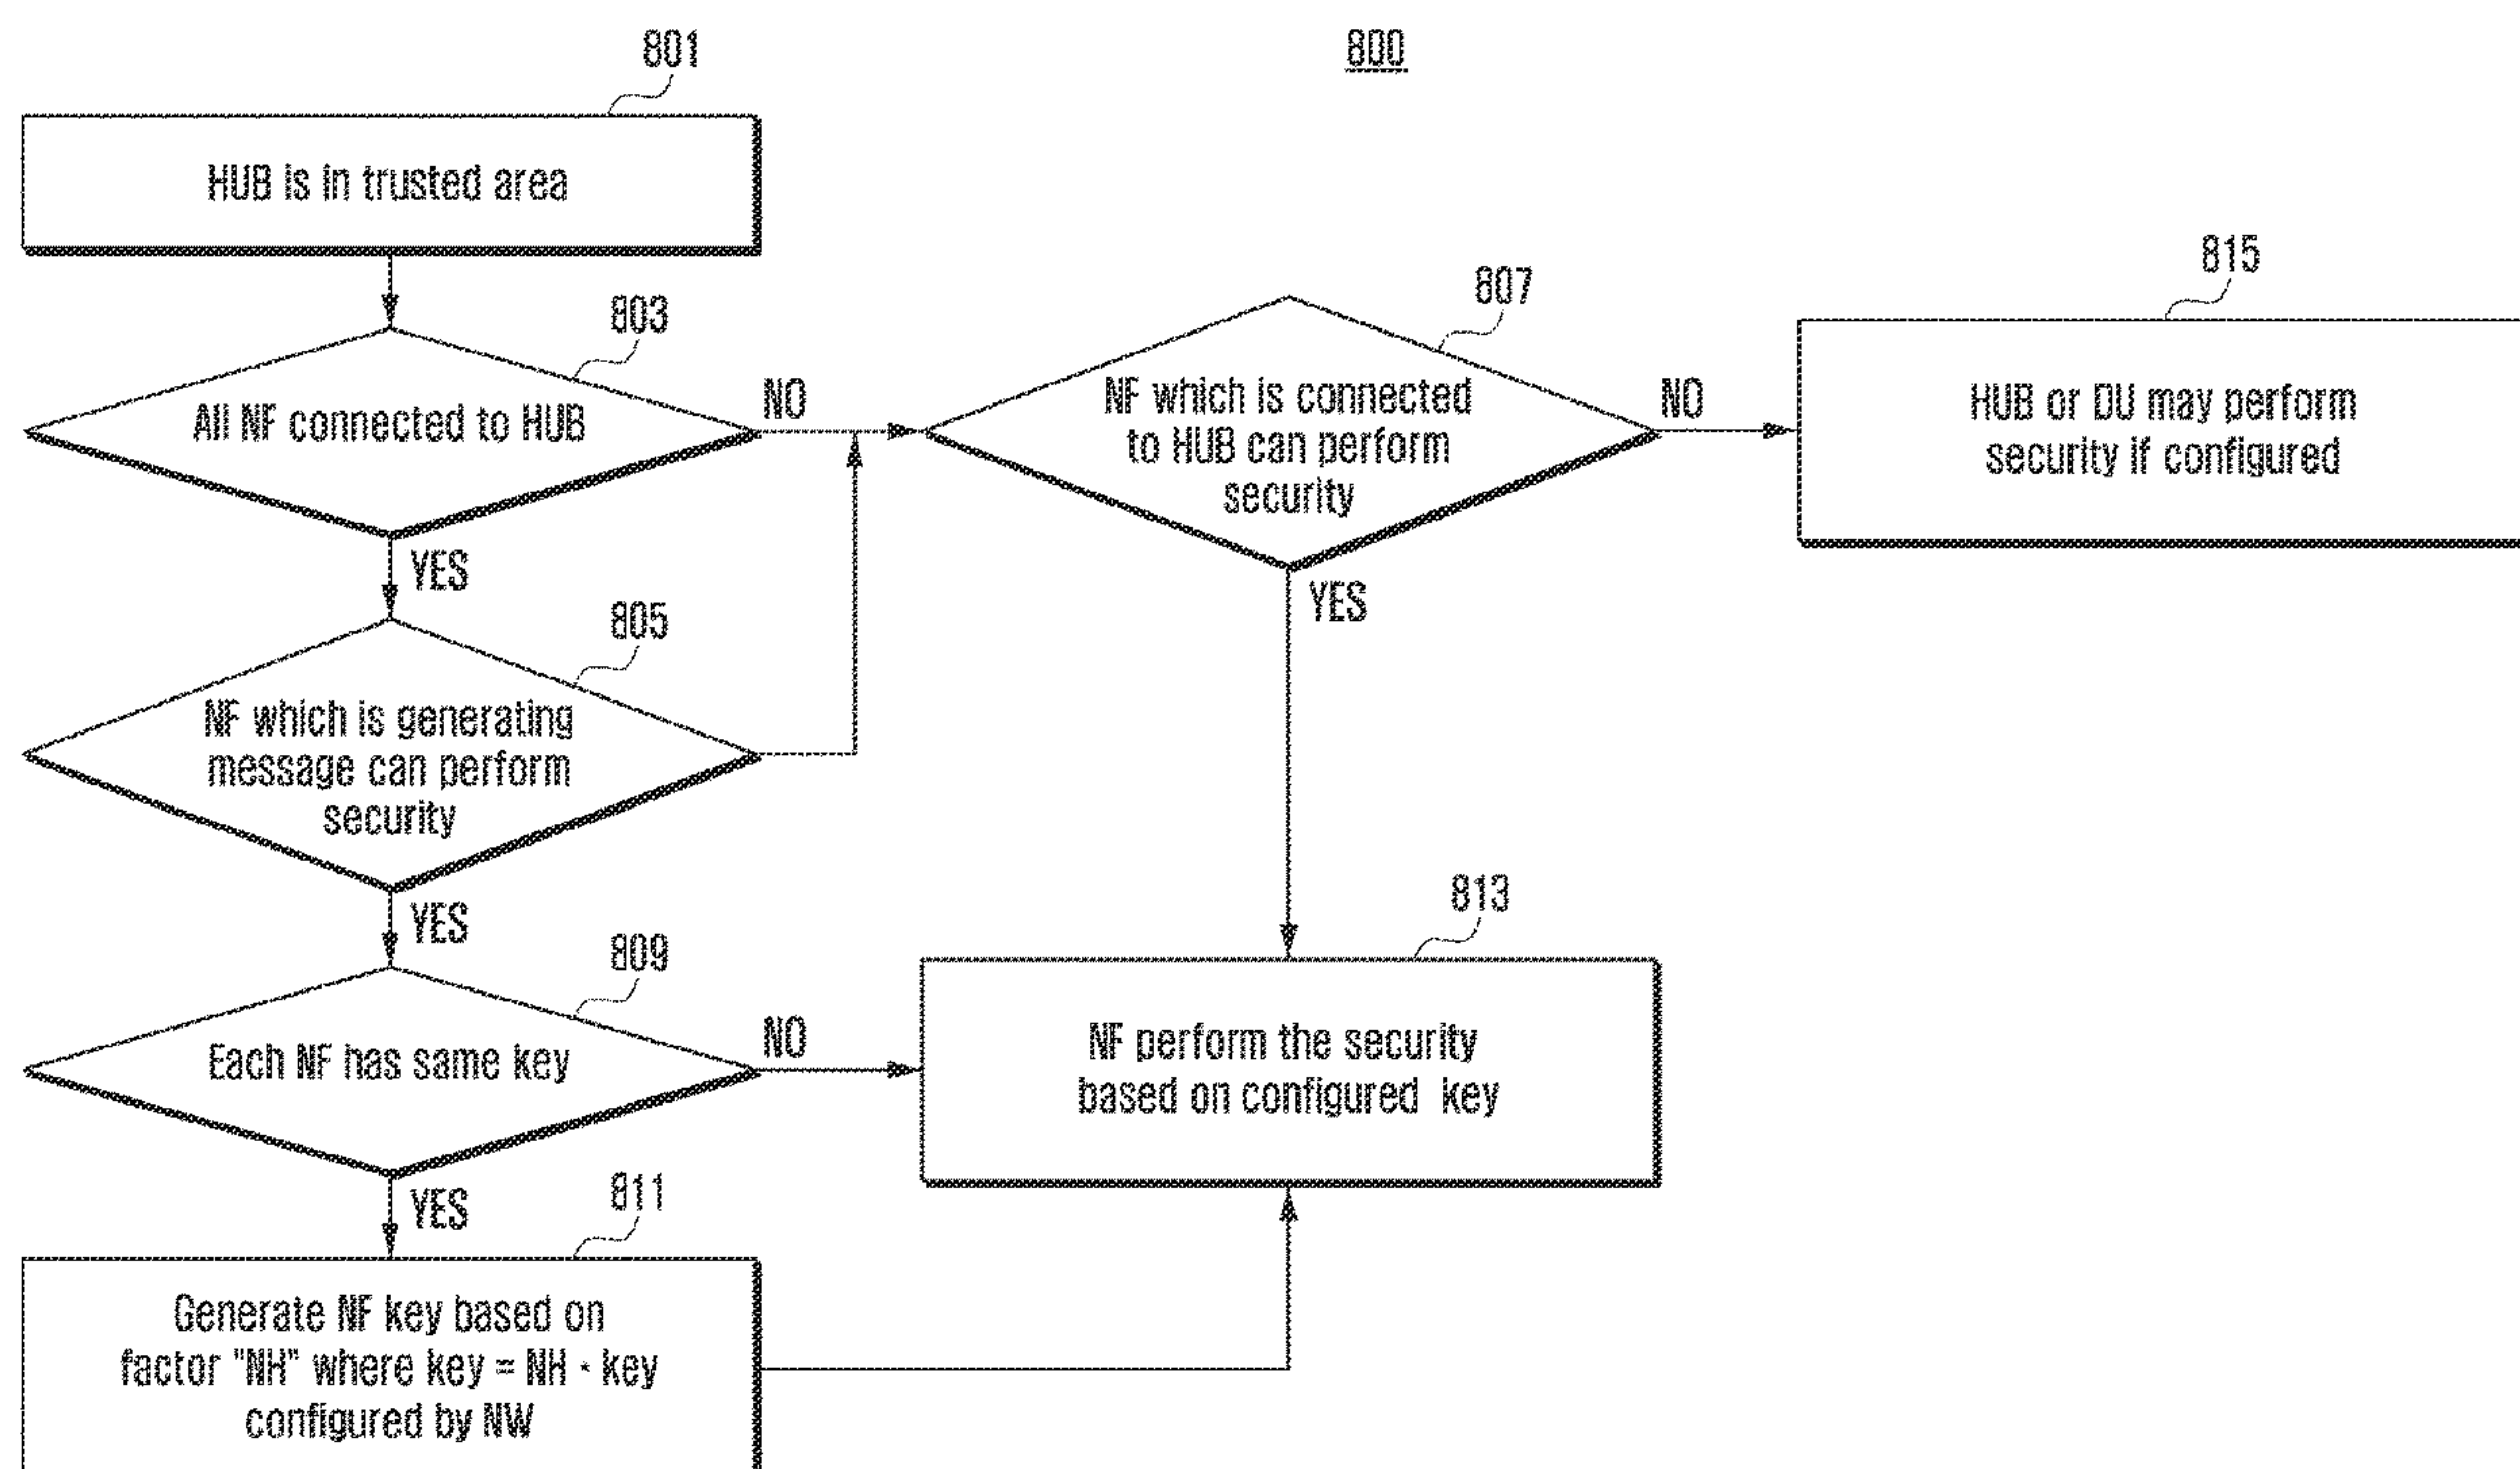 800
801
HUB is in trusted area
803
All NF connected to HUB
NO
YES
805
NF which is generating
message can perform
security
YES
807
NF which is connected
to HUB can perform
security
NO
YES
815
HUB or DU may perform
security if configured
809
Each NF has same key
NO
YES
813
NF perform the security
based on configured key
811
Generate NF key based on
factor "NH" where key = NH * key
configured by NW